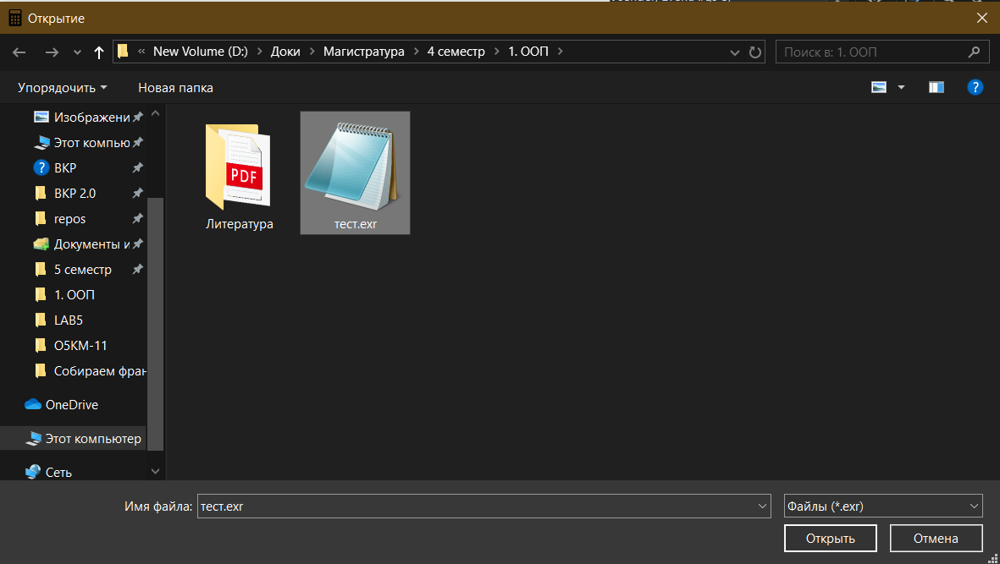 Открытие
« New Volume (D:) > Доки > Магистратура > 4 семестр > 1. ООП >
Поиск в: 1. ООП
Упорядочить
Новая папка
Изображени
Этот компью
ВКР
ВКР 2.0
repos
Документы и
5 семестр
1. ООП
LAB5
О5КМ-11
Собираем фран
OneDrive
Этот компьютер
Сеть
PDF
Литература
тест.exr
Имя файла: тест.exr
Файлы (*.exr)
Открыть
Отмена